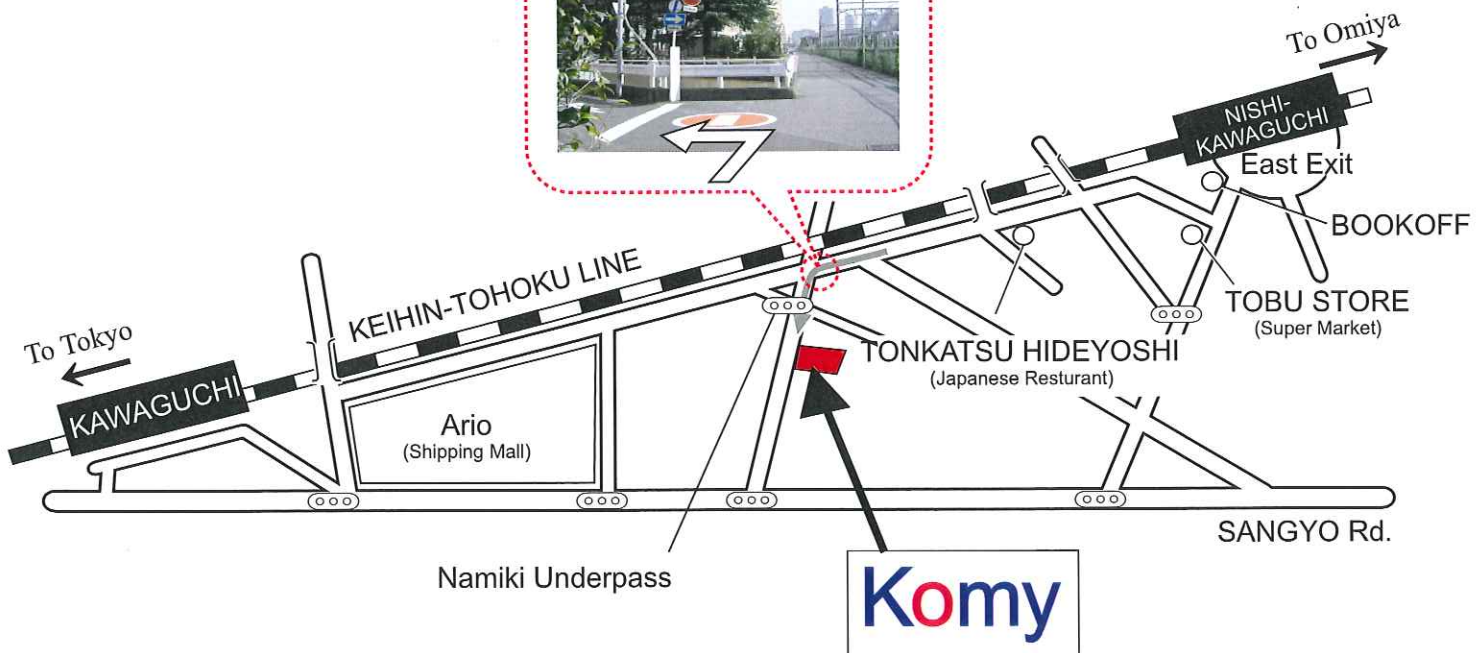 To Omiya
NISHI-
KAWAGUCHI
East Exit
BOOKOFF
KEIHIN-TOHOKU LINE
TOBU STORE
(Super Market)
To Tokyo
TONKATSU HIDEYOSHI
(Japanese Resturant)
KAWAGUCHI
Ario
(Shipping Mall)
SANGYO Rd.
Namiki Underpass
Komy